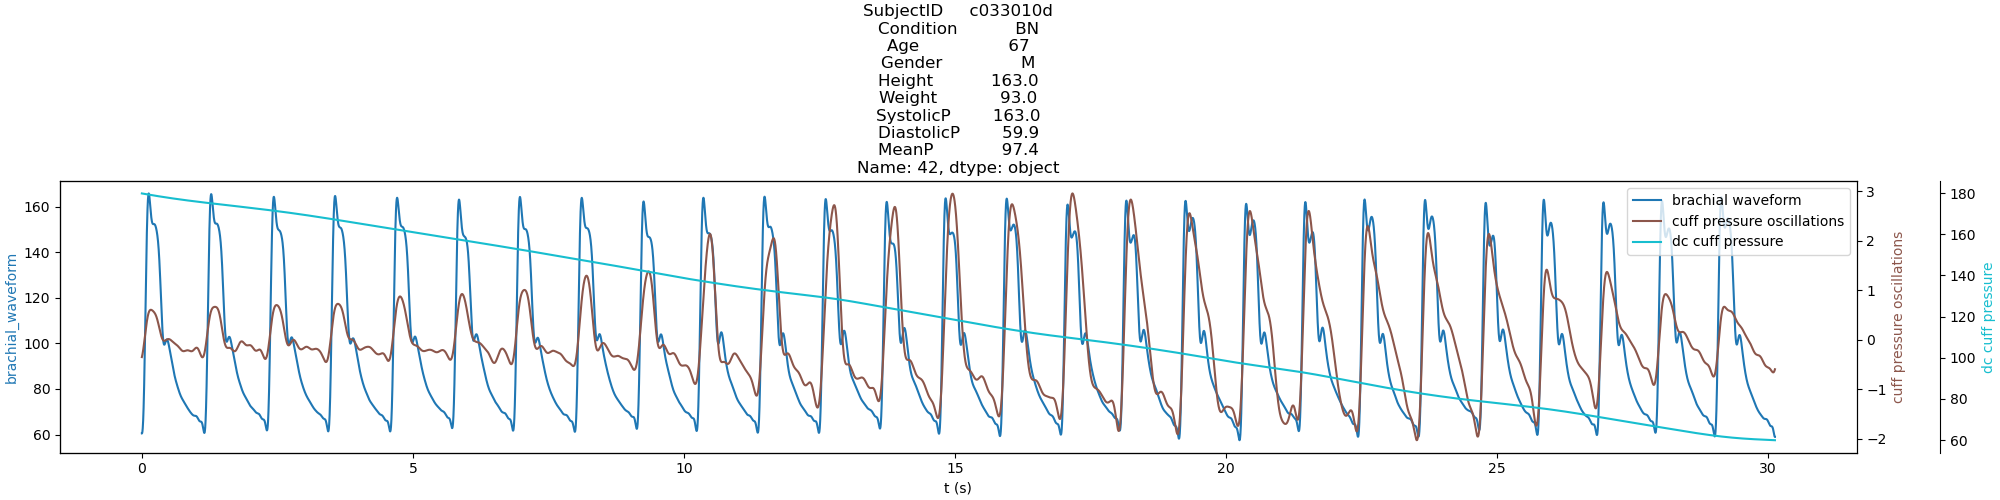 SubjectID c033010d
Condition BN
Age 67
Gender M
Height 163.0
Weight 93.0
SystolicP 163.0
DiastolicP 59.9
MeanP 97.4
Name: 42, dtype: object
brachial waveform
cuff pressure oscillations
dc cuff pressure
brachial_waveform
160
140
120
100
80
60
0 5 10 15 20 25 30
t (s)
3
2
1
0
−1
−2
cuff pressure oscillations
180
160
140
120
100
80
60
dc cuff pressure